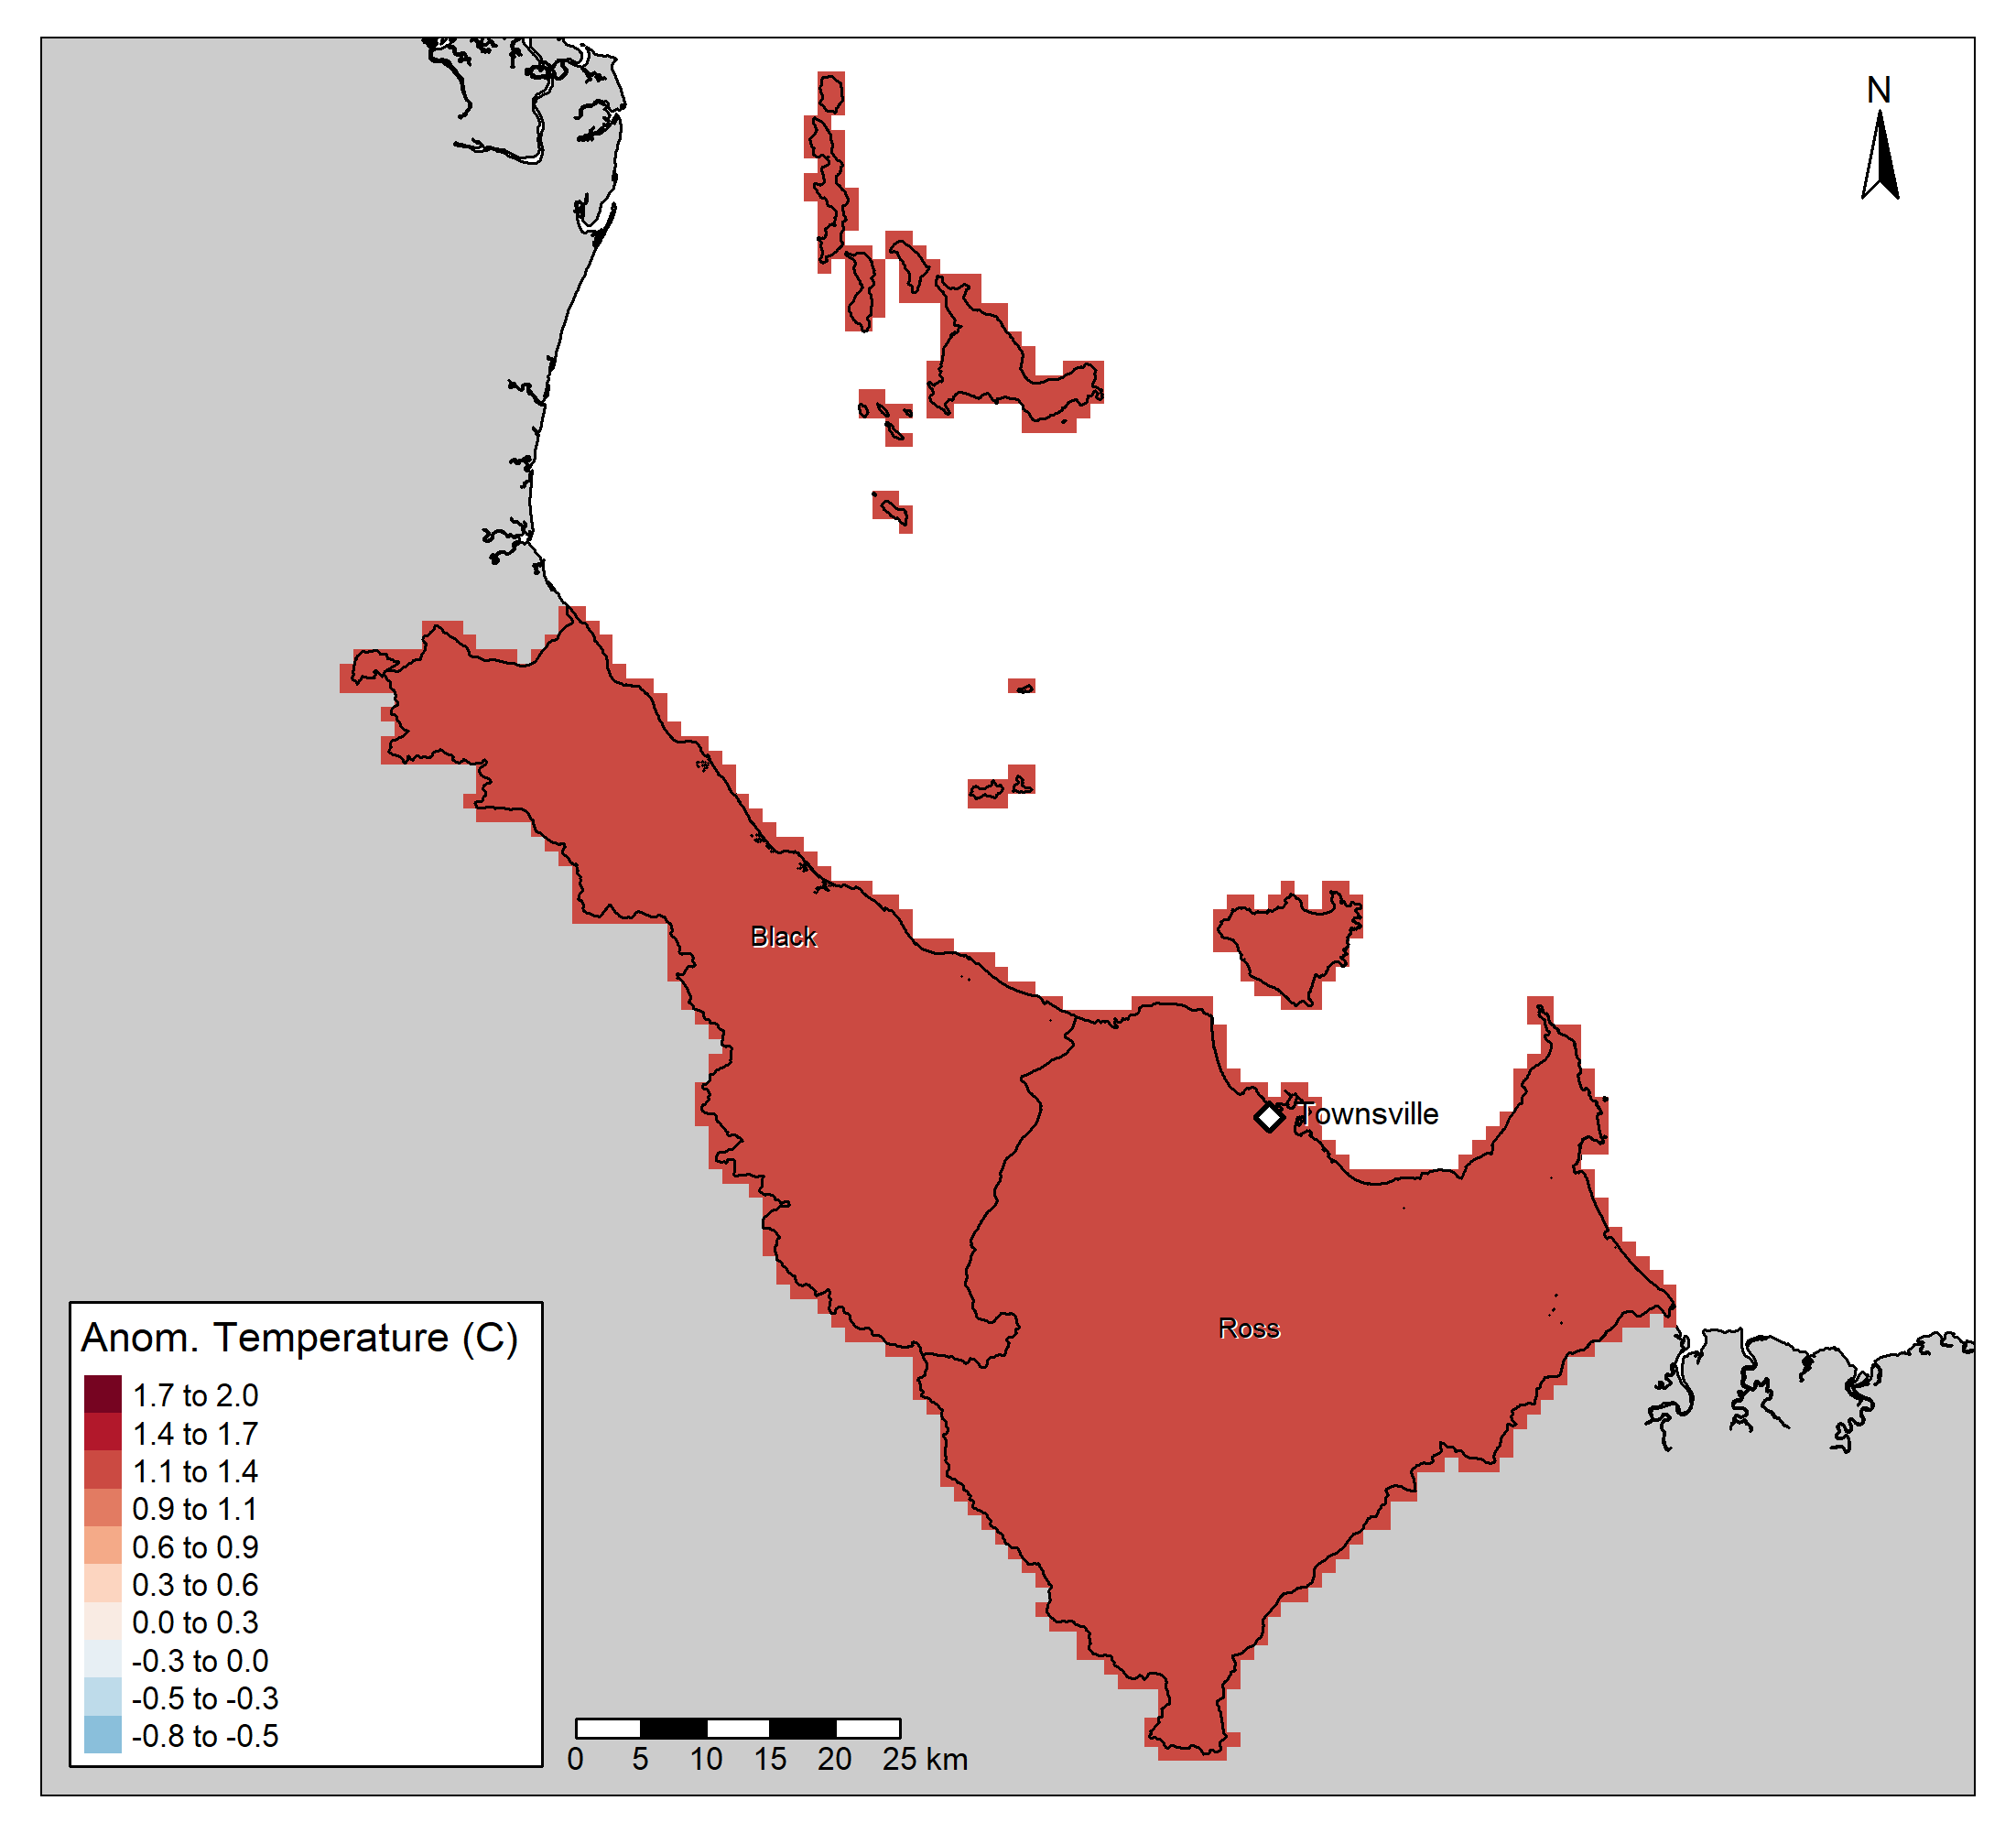 N
Black
Townsville
Ross
Anom. Temperature (C)
1.7 to 2.0
1.4 to 1.7
1.1 to 1.4
0.9 to 1.1
0.6 to 0.9
0.3 to 0.6
0.0 to 0.3
-0.3 to 0.0
-0.5 to -0.3
-0.8 to -0.5
0 5 10 15 20 25 km